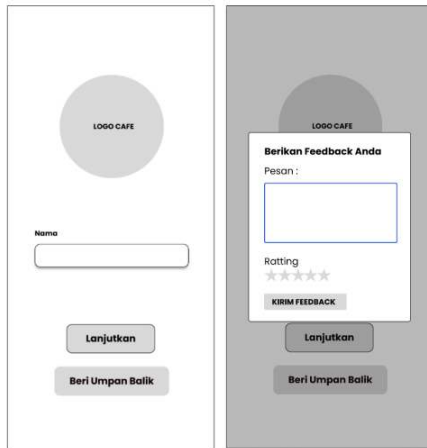 LOGO CAFE
Nama
Lanjutkan
Beri Umpan Balik
LOGO CAFE
Berikan Feedback Anda
Pesan :
Ratting
KIRIM FEEDBACK
Lanjutkan
Beri Umpan Balik